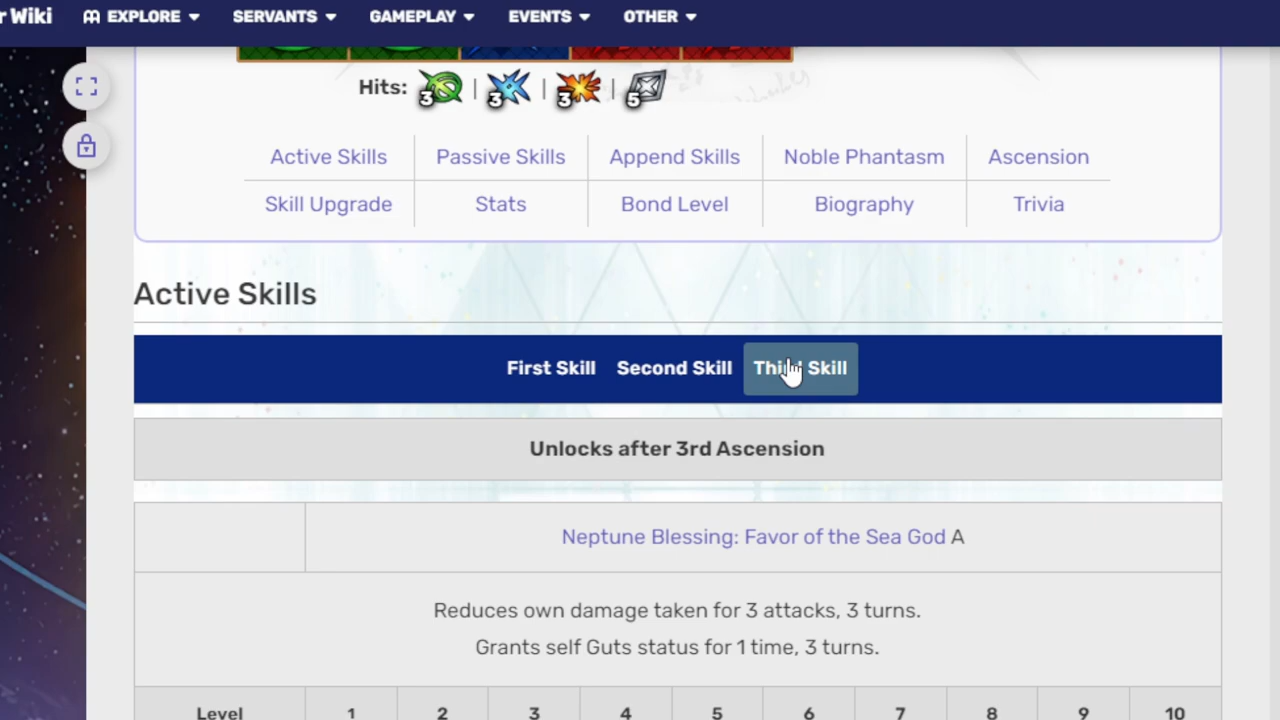 r Wiki EXPLORE SERVANTS GAMEPLAY EVENTS OTHER
Hits: 3 | 3 | 3 | 5
Active Skills Passive Skills Append Skills Noble Phantasm Ascension
Skill Upgrade Stats Bond Level Biography Trivia
Active Skills
First Skill Second Skill Third Skill
Unlocks after 3rd Ascension
Neptune Blessing: Favor of the Sea God A
Reduces own damage taken for 3 attacks, 3 turns.
Grants self Guts status for 1 time, 3 turns.
Level 1 2 3 4 5 6 7 8 9 10